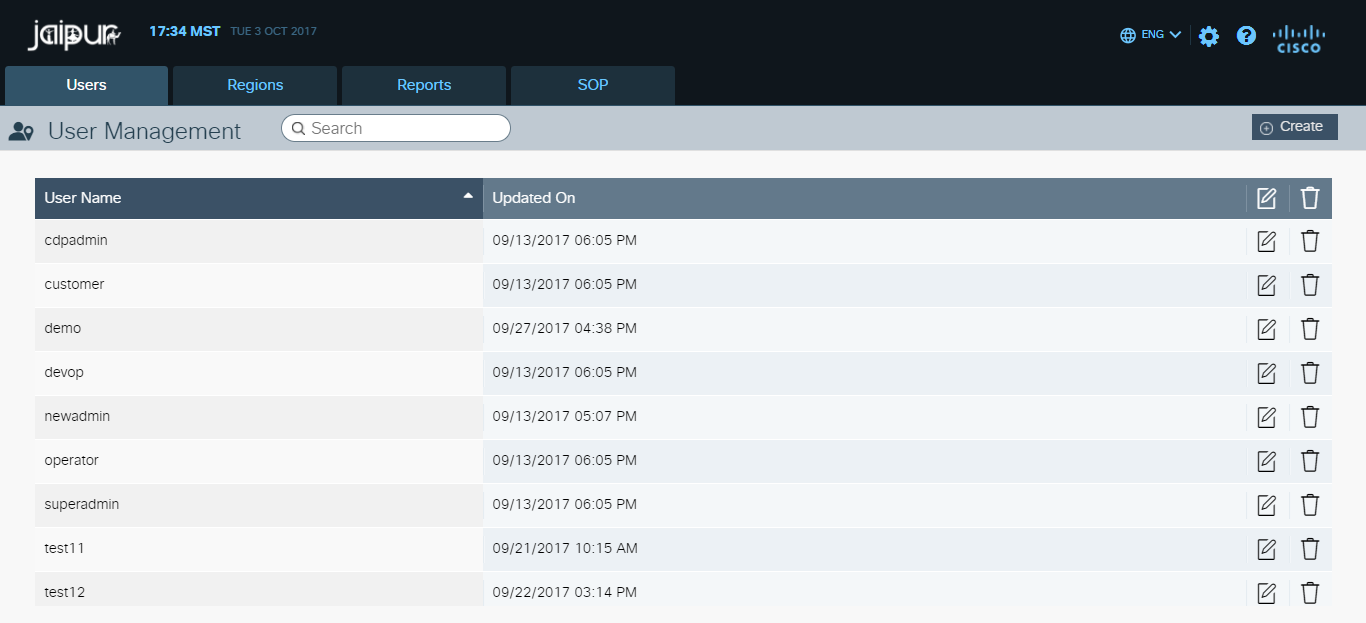 jaipur 17:34 MST TUE 3 OCT 2017 ENG CISCO
Users Regions Reports SOP
User Management Search Create
User Name Updated On
cdpadmin 09/13/2017 06:05 PM
customer 09/13/2017 06:05 PM
demo 09/27/2017 04:38 PM
devop 09/13/2017 06:05 PM
newadmin 09/13/2017 05:07 PM
operator 09/13/2017 06:05 PM
superadmin 09/13/2017 06:05 PM
test11 09/21/2017 10:15 AM
test12 09/22/2017 03:14 PM